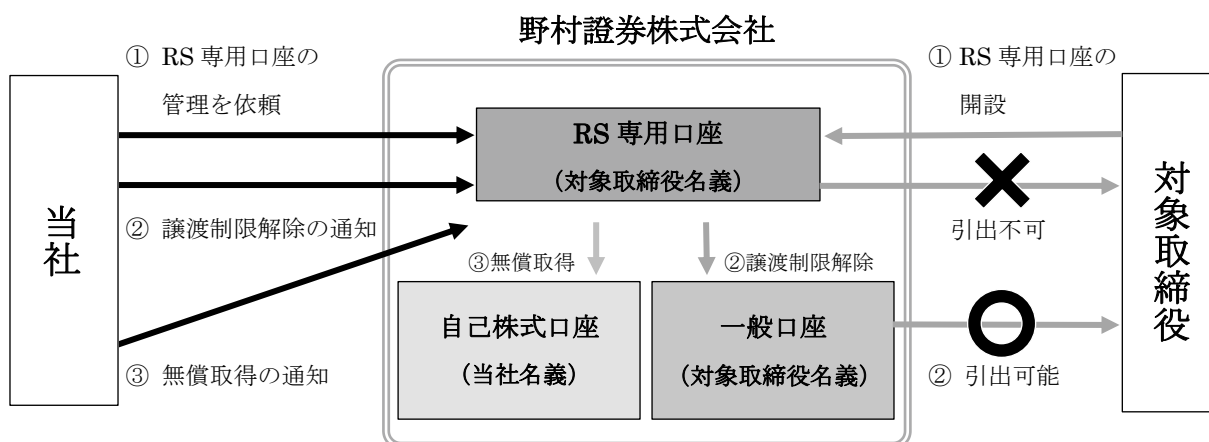 野村證券株式会社
① RS 専用口座の
管理を依頼
① RS 専用口座の
開設
RS 専用口座
(対象取締役名義)
当社
対象取締役
② 譲渡制限解除の通知
引出不可
③無償取得
②譲渡制限解除
自己株式口座
(当社名義)
一般口座
(対象取締役名義)
③ 無償取得の通知
② 引出可能